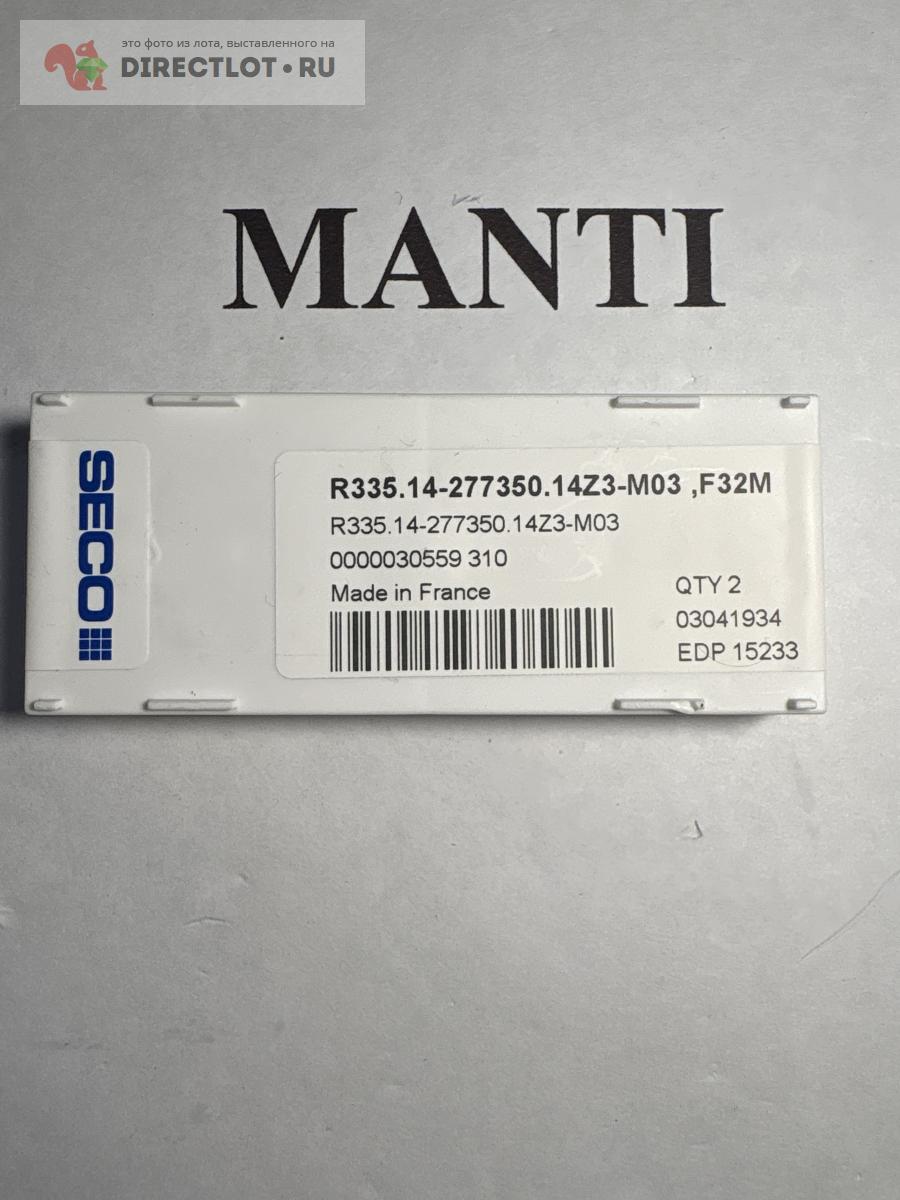 это фото из лота, выставленного на
DIRECTLOT•RU
MANTI
SECO
R335.14-277350.14Z3-M03 ,F32M
R335.14-277350.14Z3-M03
0000030559 310
Made in France
QTY 2
03041934
EDP 15233